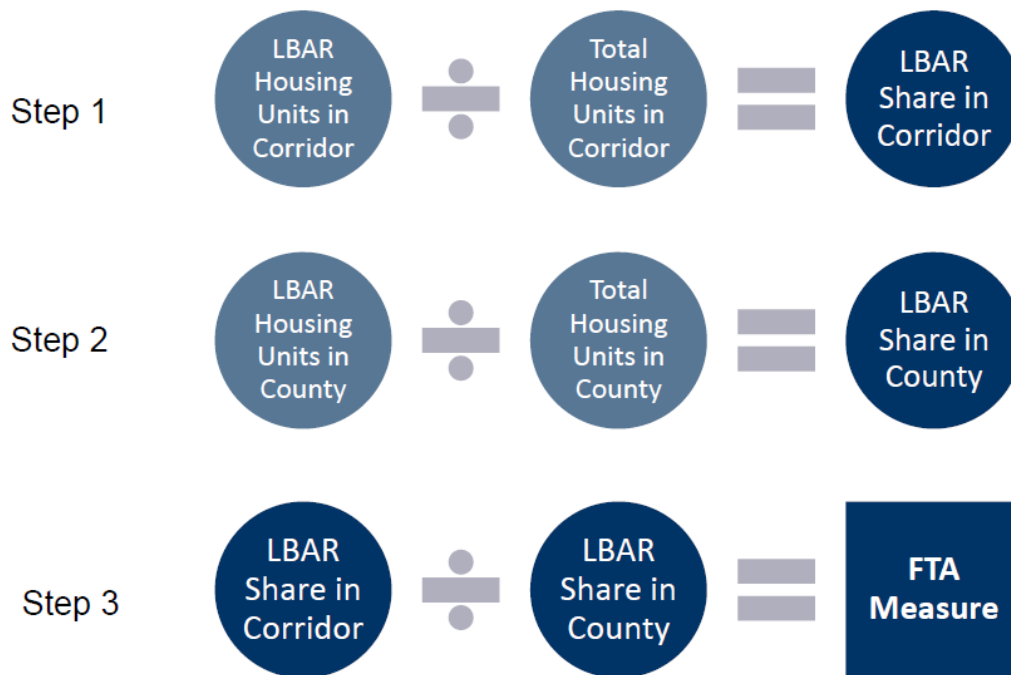 Step 1
LBAR
Housing
Units in
Corridor
÷
Total
Housing
Units in
Corridor
=
LBAR
Share in
Corridor
Step 2
LBAR
Housing
Units in
County
÷
Total
Housing
Units in
County
=
LBAR
Share in
County
Step 3
LBAR
Share in
Corridor
÷
LBAR
Share in
County
=
FTA
Measure